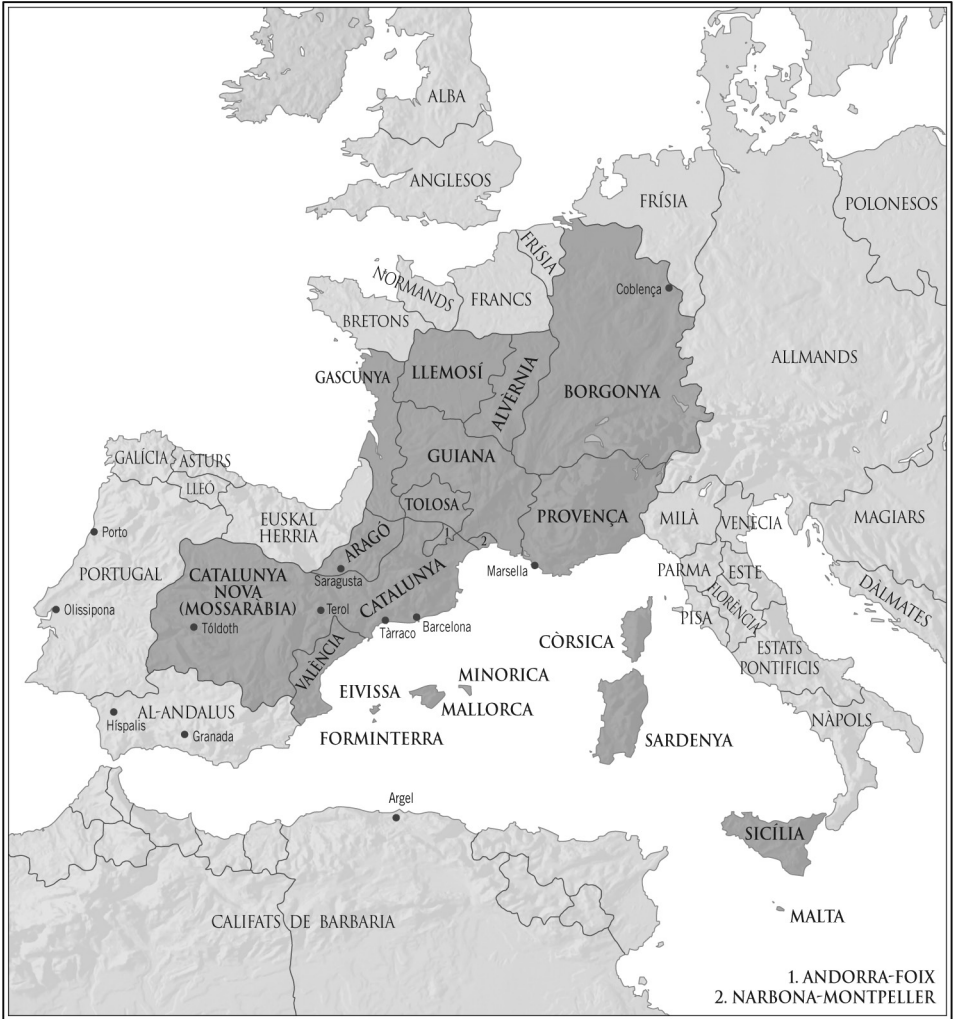 ALBA
ANGLESOS
FRÍSIA
POLONESOS
FRÍSIA
NORMANDS
FRANCS
Coblença
BRETONS
ALLMANDS
GASCUNYA
LLEMOSÍ
ALVÈRNIA
BORGONYA
GALÍCIA
ASTURS
LLEÓ
GUIANA
TOLOSA
EUSKAL
HERRIA
PROVENÇA
MILÀ
VENÈCIA
MAGIARS
Porto
ARAGÓ
1
2
PORTUGAL
CATALUNYA
NOVA
(MOSSARÀBIA)
Saragusta
CATALUNYA
Marsella
PARMA
ESTE
FLORÈNCIA
DÀLMATES
Olissipona
Terol
Tóldoth
Tàrraco
Barcelona
PISA
CÒRSICA
ESTATS
PONTIFICIS
VALÈNCIA
EIVISSA
MINORICA
MALLORCA
AL-ANDALUS
Híspalis
Granada
FORMINTERRA
SARDENYA
NÀPOLS
Argel
SICÍLIA
CALIFATS DE BARBARIA
MALTA
1. ANDORRA-FOIX
2. NARBONA-MONTPELLER